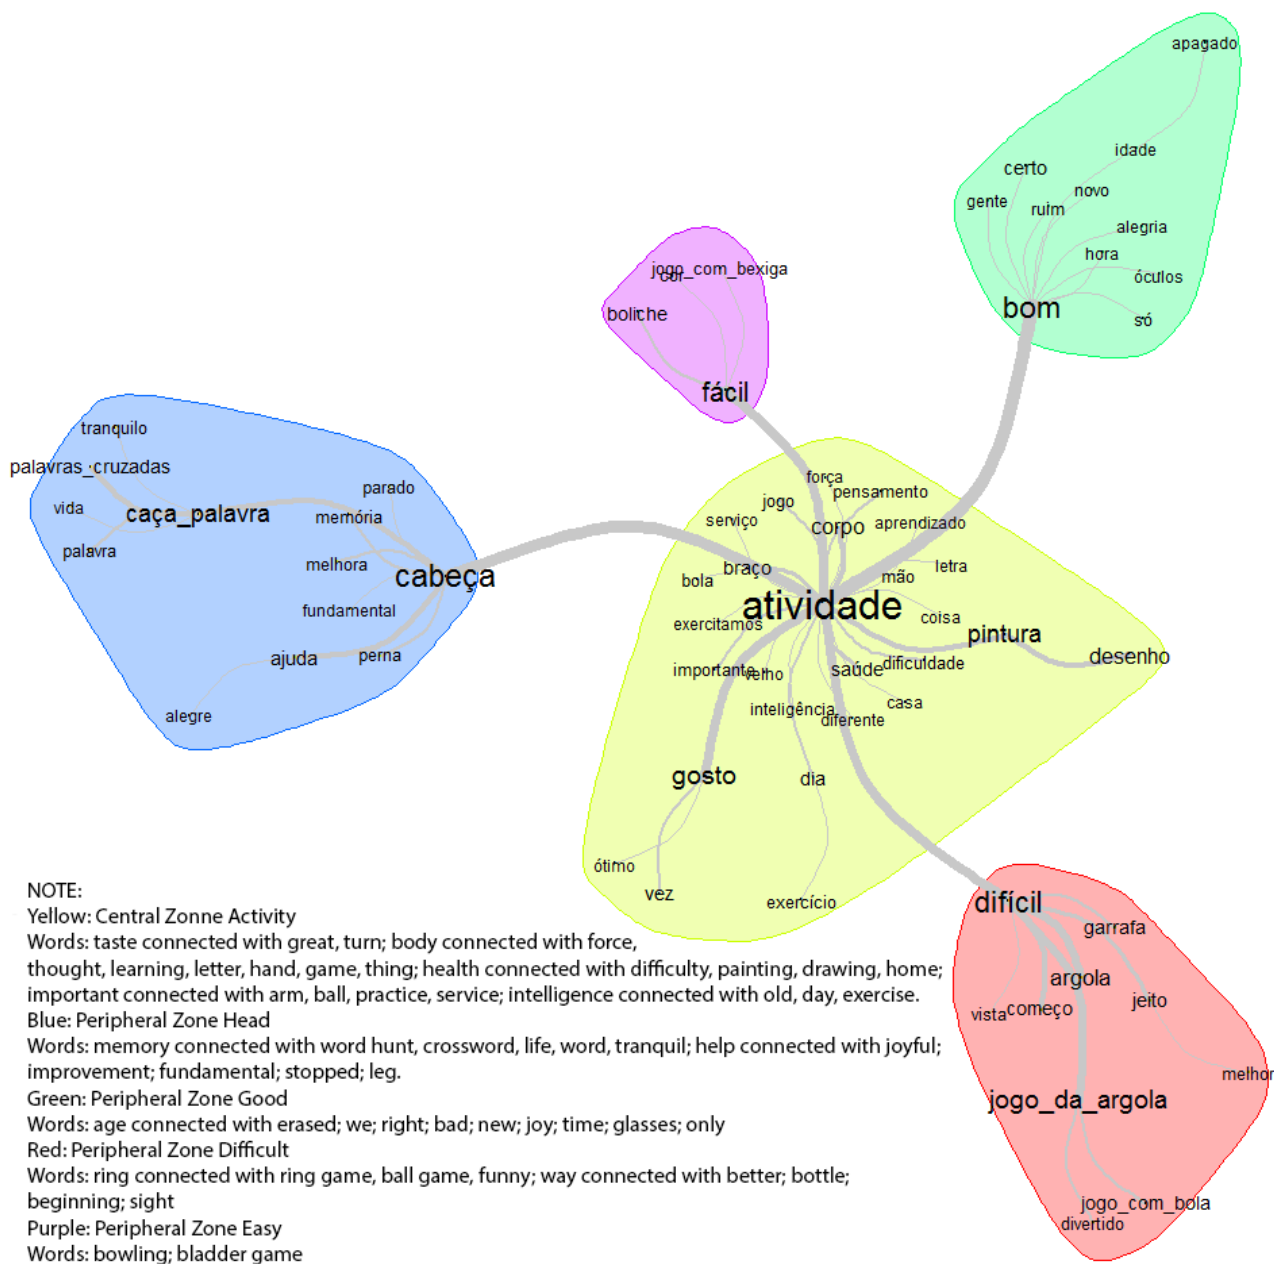 apagado
idade
certo
novo
gente
ruim
alegria
hora
óculos
bom
só
jogo_com_bexiga
cor
boliche
fácil
tranquilo
palavras_cruzadas
parado
vida
caça_palavra
memória
palavra
melhora
cabeça
fundamental
ajuda
perna
alegre
força
pensamento
jogo
serviço
corpo
aprendizado
braço
letra
bola
mão
atividade
exercitamos
coisa
pintura
desenho
importante
velho
saúde
dificuldade
inteligência
casa
diferente
gosto
dia
ótimo
vez
exercício
difícil
garrafa
argola
vista
começo
jeito
melhor
jogo_da_argola
jogo_com_bola
divertido
NOTE:
Yellow: Central Zonne Activity
Words: taste connected with great, turn; body connected with force,
thought, learning, letter, hand, game, thing; health connected with difficulty, painting, drawing, home;
important connected with arm, ball, practice, service; intelligence connected with old, day, exercise.
Blue: Peripheral Zone Head
Words: memory connected with word hunt, crossword, life, word, tranquil; help connected with joyful;
improvement; fundamental; stopped; leg.
Green: Peripheral Zone Good
Words: age connected with erased; we; right; bad; new; joy; time; glasses; only
Red: Peripheral Zone Difficult
Words: ring connected with ring game, ball game, funny; way connected with better; bottle;
beginning; sight
Purple: Peripheral Zone Easy
Words: bowling; bladder game